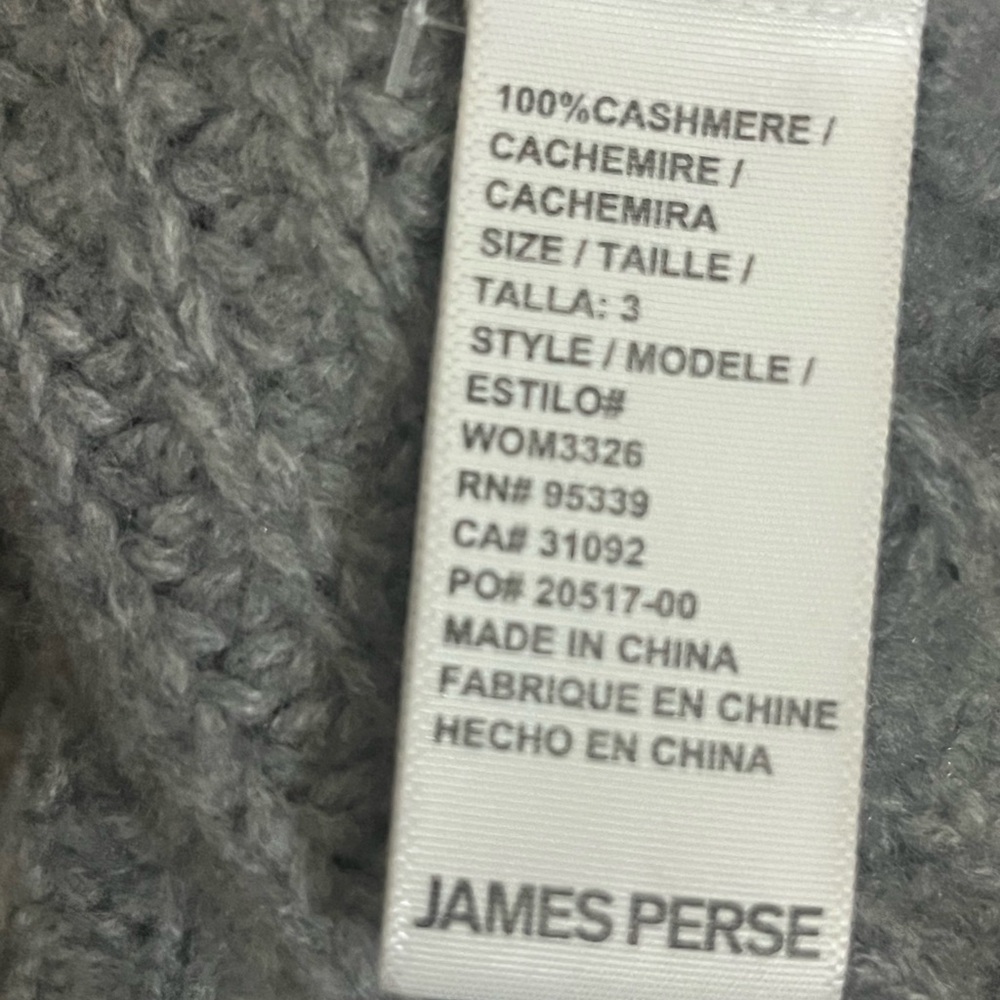 100%CASHMERE /
CACHEMIRE /
CACHEMIRA
SIZE / TAILLE /
TALLA: 3
STYLE / MODELE /
ESTILO#
WOM3326
RN# 95339
CA# 31092
PO# 20517-00
MADE IN CHINA
FABRIQUE EN CHINE
HECHO EN CHINA
JAMES PERSE